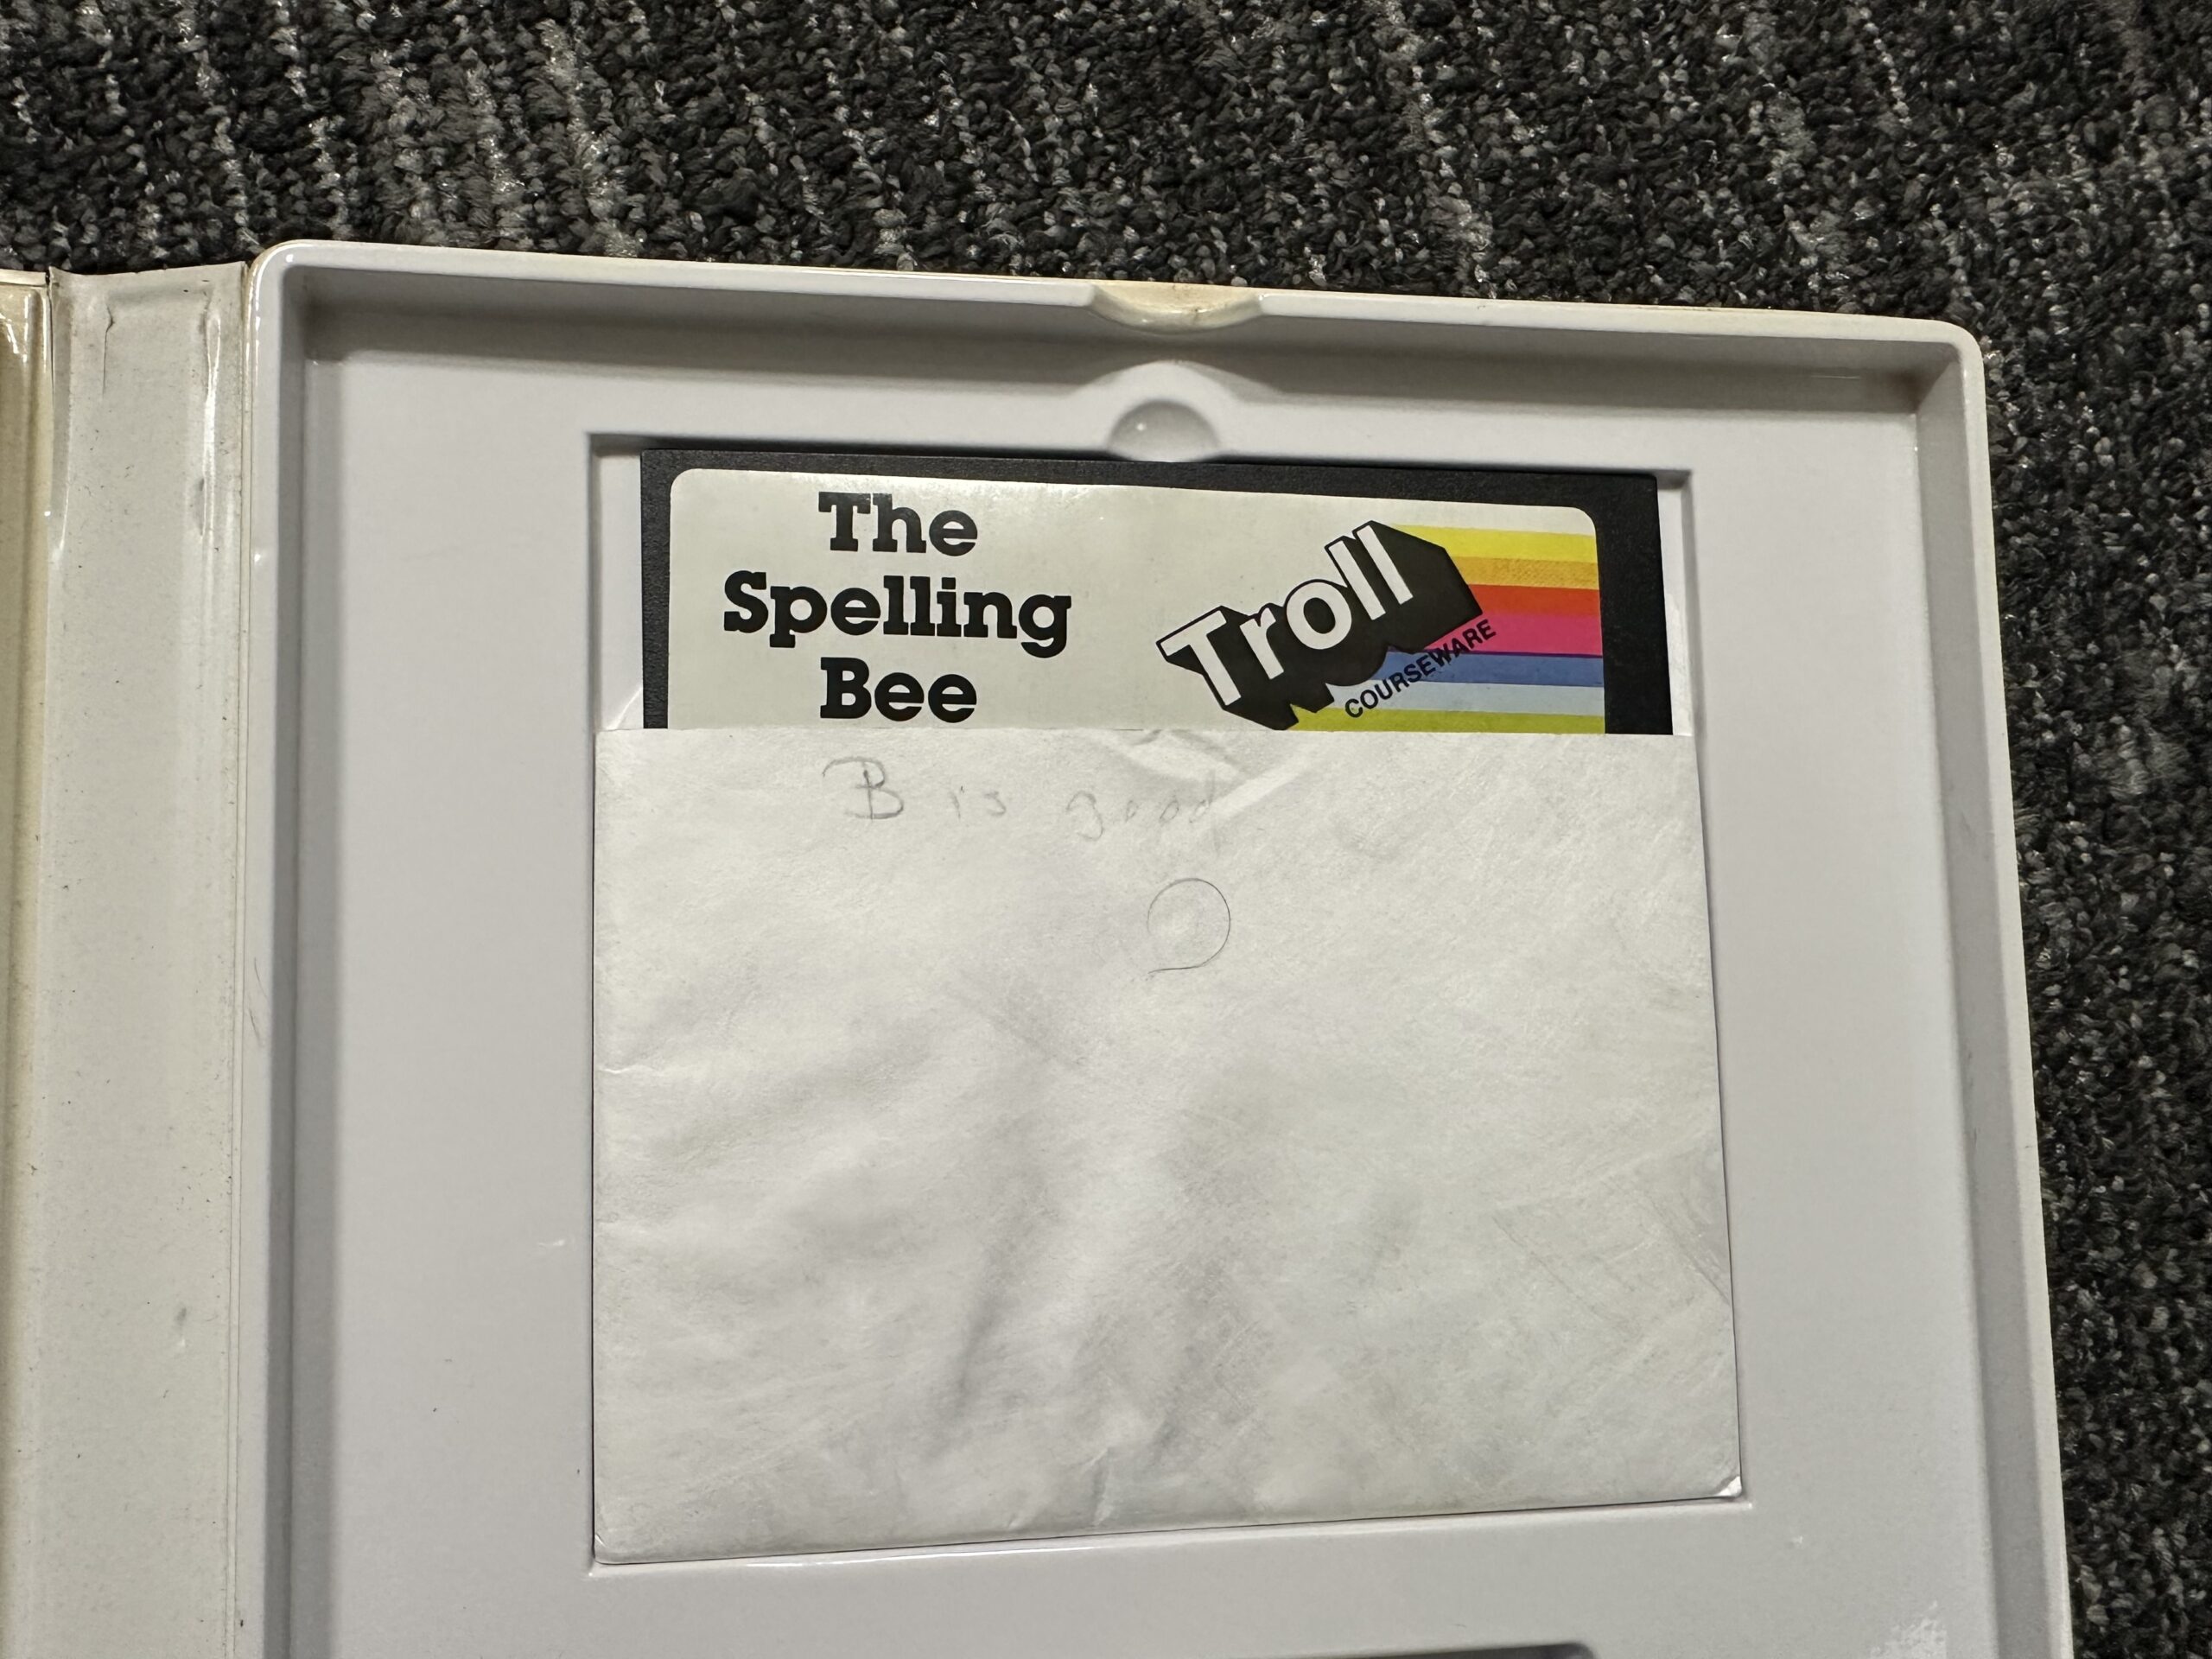 The
Spelling
Bee
Troll
COURSEWARE
B is good